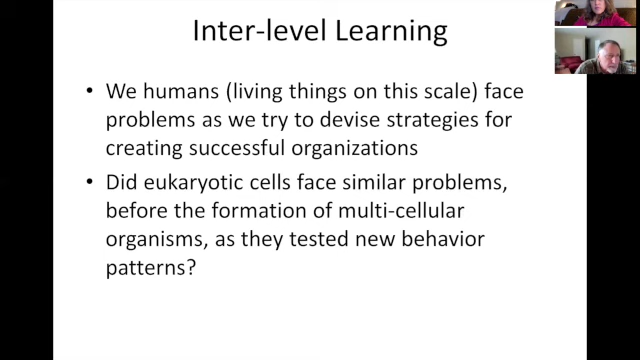 Inter-level Learning
• We humans (living things on this scale) face
problems as we try to devise strategies for
creating successful organizations
• Did eukaryotic cells face similar problems,
before the formation of multi-cellular
organisms, as they tested new behavior
patterns?